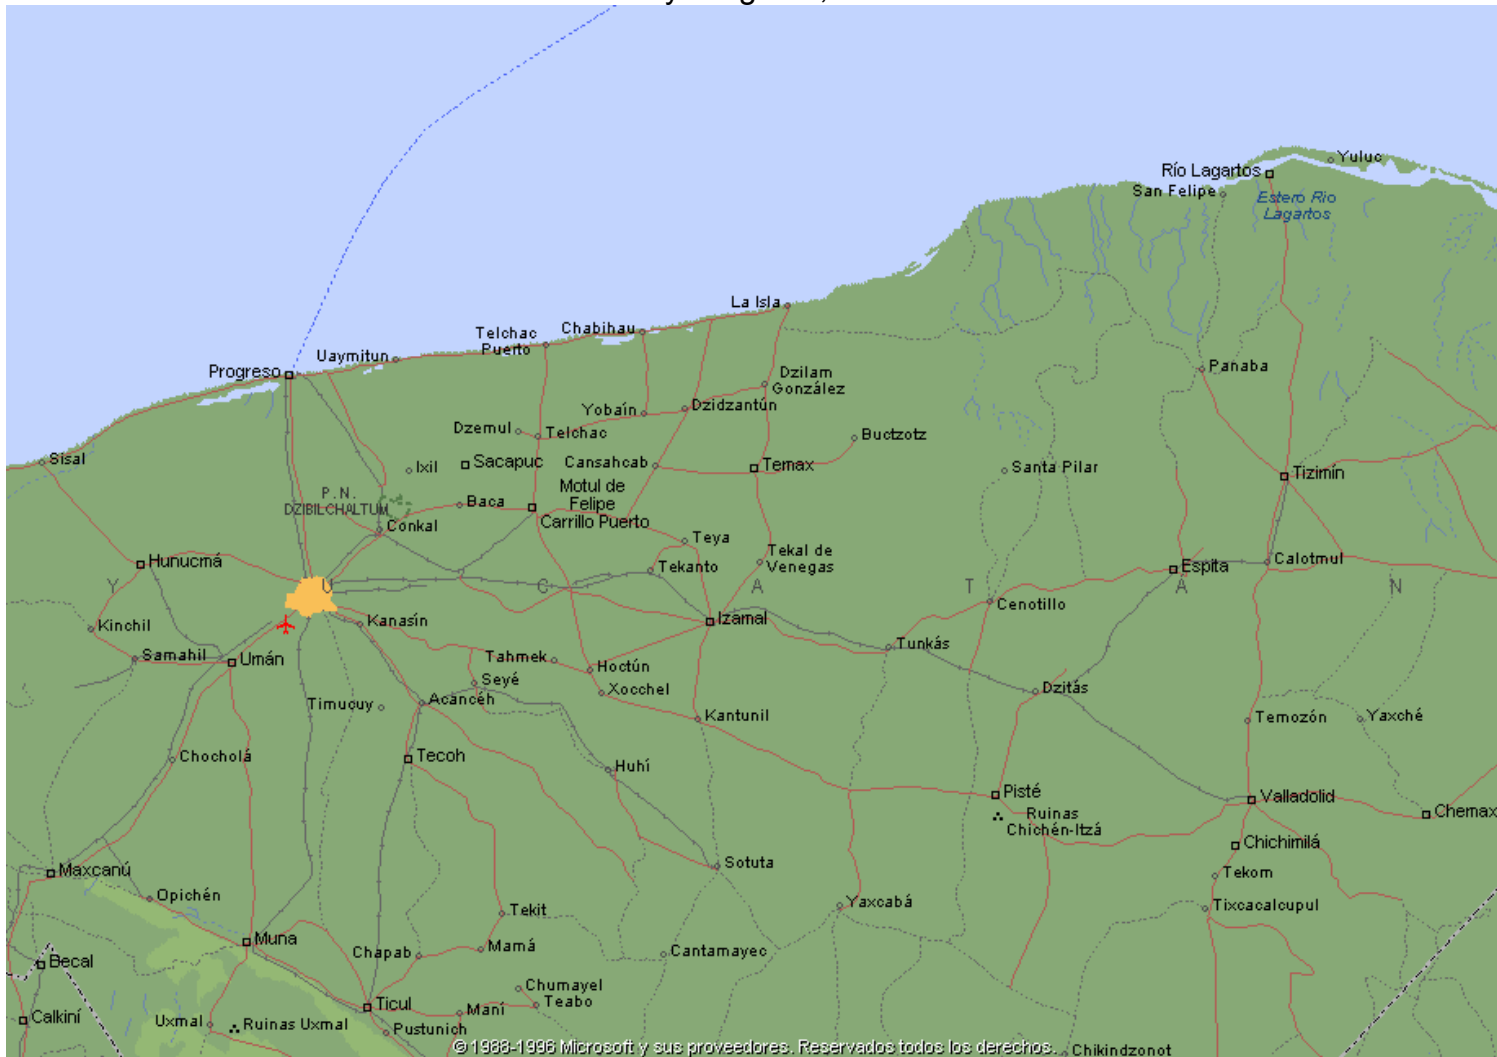 Yuluc
Río Lagartos
San Felipe
Estero Rio
Lagartos
La Isla
Chabihau
Telchac
Puerto
Uaymitun
Progreso
Panaba
Dzilam
González
Yobaín
Dzidzantún
Dzemul
Telchac
Buctzotz
Sisal
Ixil
Sacapuc
Cansahcab
Temax
Santa Pilar
Tizimín
P.N.
DZIBILCHALTUM
Motul de
Felipe
Carrillo Puerto
Baca
Conkal
Teya
Tekal de
Venegas
Hunucmá
Tekanto
Espita
Calotmul
Y U C A T Á N
Cenotillo
Kinchil
Kanasín
Izamal
Samahil
Umán
Tahmek
Hoctún
Tunkás
Seyé
Xocchel
Dzitás
Timucuy
Acancéh
Kantunil
Temozón
Yaxché
Chocholá
Tecoh
Huhí
Pisté
Valladolid
Ruinas
Chichén-Itzá
Chemax
Chichimilá
Maxcanú
Sotuta
Tekom
Opichén
Tekit
Yaxcabá
Tixcacalcupul
Muna
Chapab
Mamá
Cantamayec
Becal
Chumayel
Teabo
Calkiní
Uxmal
Ruinas Uxmal
Ticul
Maní
Pustunich
© 1988-1996 Microsoft y sus proveedores. Reservados todos los derechos.
Chikindzonot